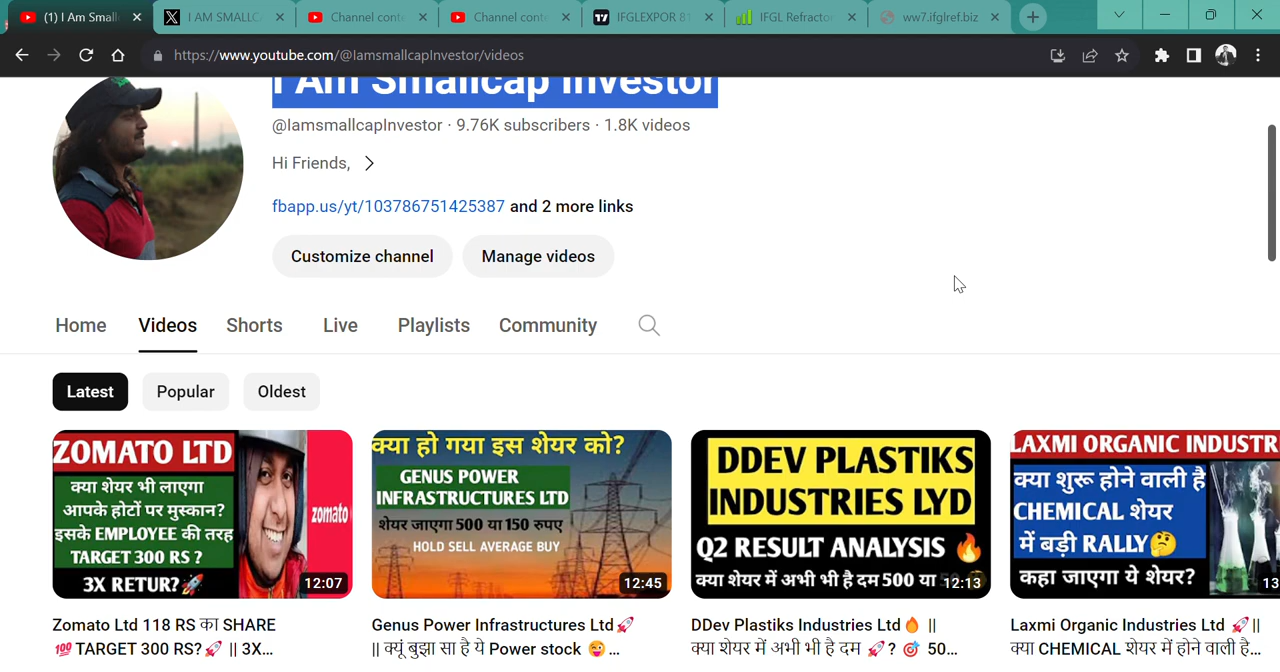 (1) I Am Small
I AM SMALLC
Channel conte
Channel conte
IFGLEXPOR 81
IFGL Refractor
ww7.ifglref.biz
https://www.youtube.com/@IamsmallcapInvestor/videos
I Am Smallcap Investor
@IamsmallcapInvestor · 9.76K subscribers · 1.8K videos
Hi Friends,
fbapp.us/yt/103786751425387 and 2 more links
Customize channel
Manage videos
Home
Videos
Shorts
Live
Playlists
Community
Latest
Popular
Oldest
ZOMATO LTD
क्या शेयर भी लाएगा
आपके होटों पर मुस्कान?
इसके EMPLOYEE की तरह
TARGET 300 RS ?
3X RETUR?🚀
zomato
12:07
क्या हो गया इस शेयर को?
GENUS POWER
INFRASTRUCTURES LTD
शेयर जाएगा 500 या 150 रुपए
HOLD SELL AVERAGE BUY
12:45
DDEV PLASTIKS
INDUSTRIES LYD
Q2 RESULT ANALYSIS 🔥
क्या शेयर में अभी भी है दम 500 या
12:13
LAXMI ORGANIC INDUSTR
क्या शुरू होने वाली है
CHEMICAL शेयर
में बड़ी RALLY🤔
कहा जाएगा ये शेयर?
13
Zomato Ltd 118 RS का SHARE
💯 TARGET 300 RS?🚀 || 3X...
Genus Power Infrastructures Ltd🚀
|| क्यूं बुझा सा है ये Power stock 😜...
DDev Plastiks Industries Ltd🔥 ||
क्या शेयर में अभी भी है दम 🚀? 🎯 50...
Laxmi Organic Industries Ltd 🚀||
क्या CHEMICAL शेयर में होने वाली है...